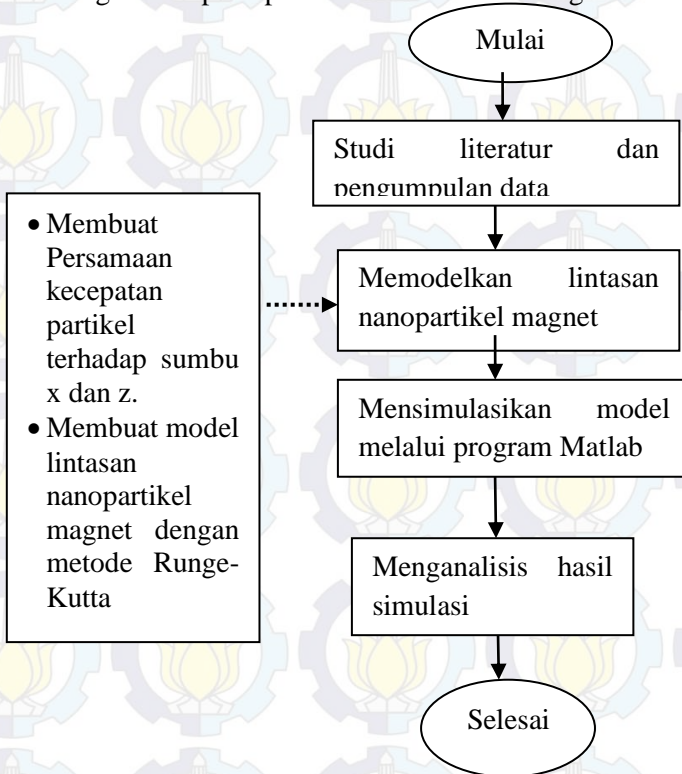 Mulai
Studi literatur dan
pengumpulan data
• Membuat
Persamaan
kecepatan
partikel
terhadap sumbu
x dan z.
• Membuat model
lintasan
nanopartikel
magnet dengan
metode Runge-
Kutta
Memodelkan lintasan
nanopartikel magnet
Mensimulasikan model
melalui program Matlab
Menganalisis hasil
simulasi
Selesai